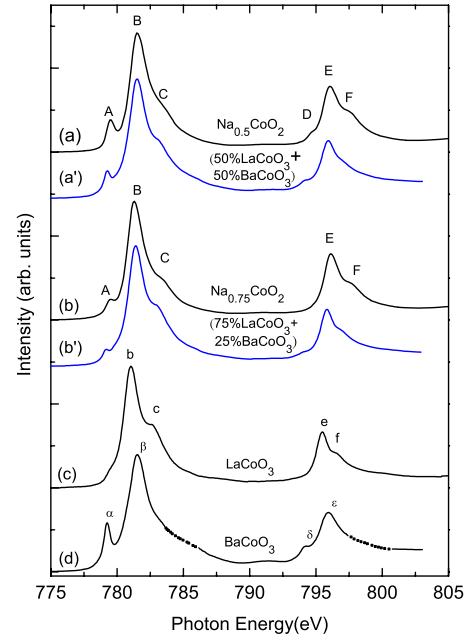 B
A
C
E
D
F
(a)
Na0.5CoO2
(50%LaCoO3+
50%BaCoO3)
(a')
B
A
C
E
F
(b)
Na0.75CoO2
(75%LaCoO3+
25%BaCoO3)
(b')
b
c
e
f
(c)
LaCoO3
α
β
δ
ε
(d)
BaCoO3
775 780 785 790 795 800 805
Photon Energy(eV)
Intensity (arb. units)